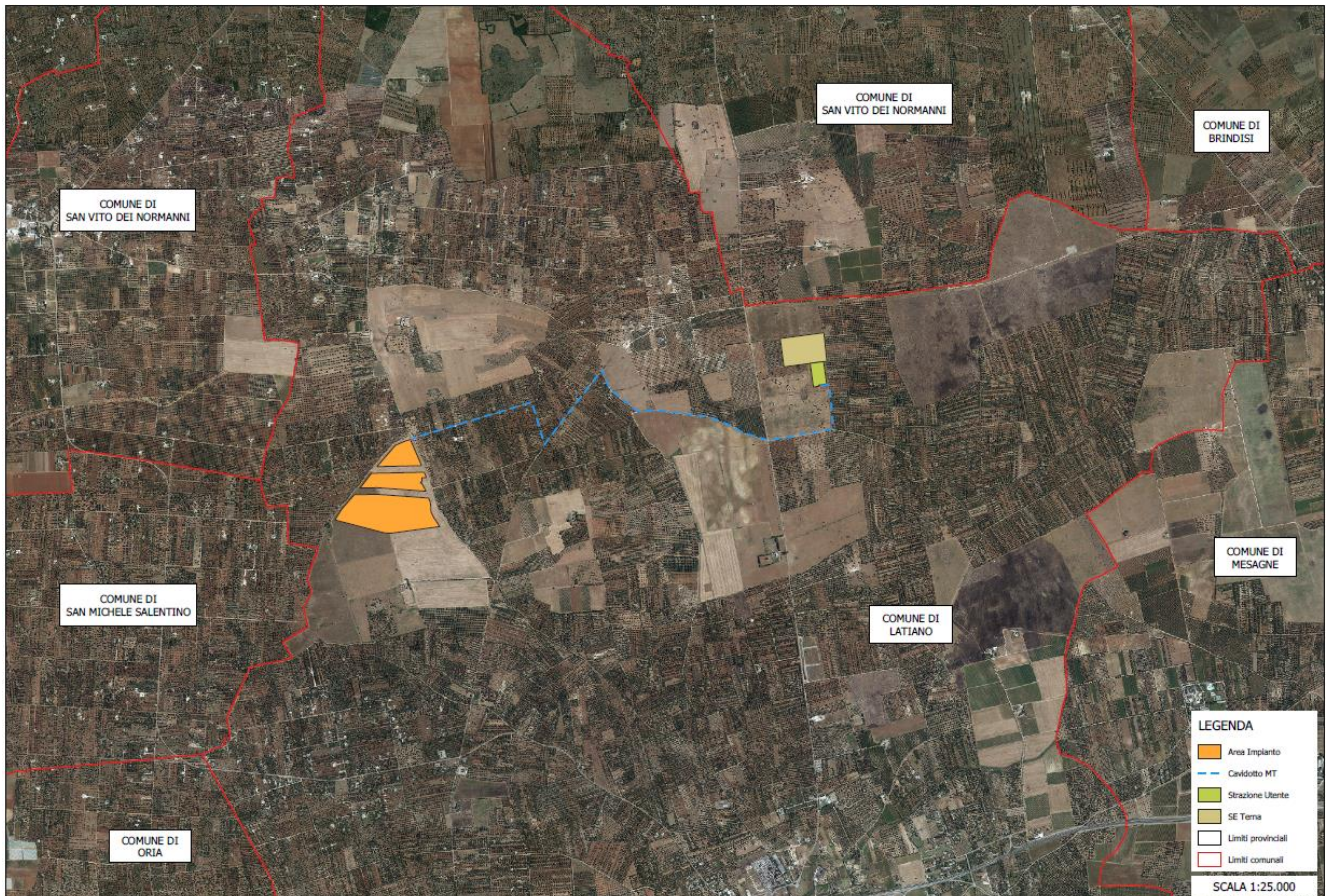 COMUNE DI
SAN VITO DEI NORMANNI
COMUNE DI
BRINDISI
COMUNE DI
SAN VITO DEI NORMANNI
COMUNE DI
MESAGNE
COMUNE DI
SAN MICHELE SALENTINO
COMUNE DI
LATIANO
COMUNE DI
ORIA
LEGENDA
Area Impianto
Cavidotto MT
Strazione Utente
SE Terna
Limiti provinciali
Limiti comunali
SCALA 1:25.000